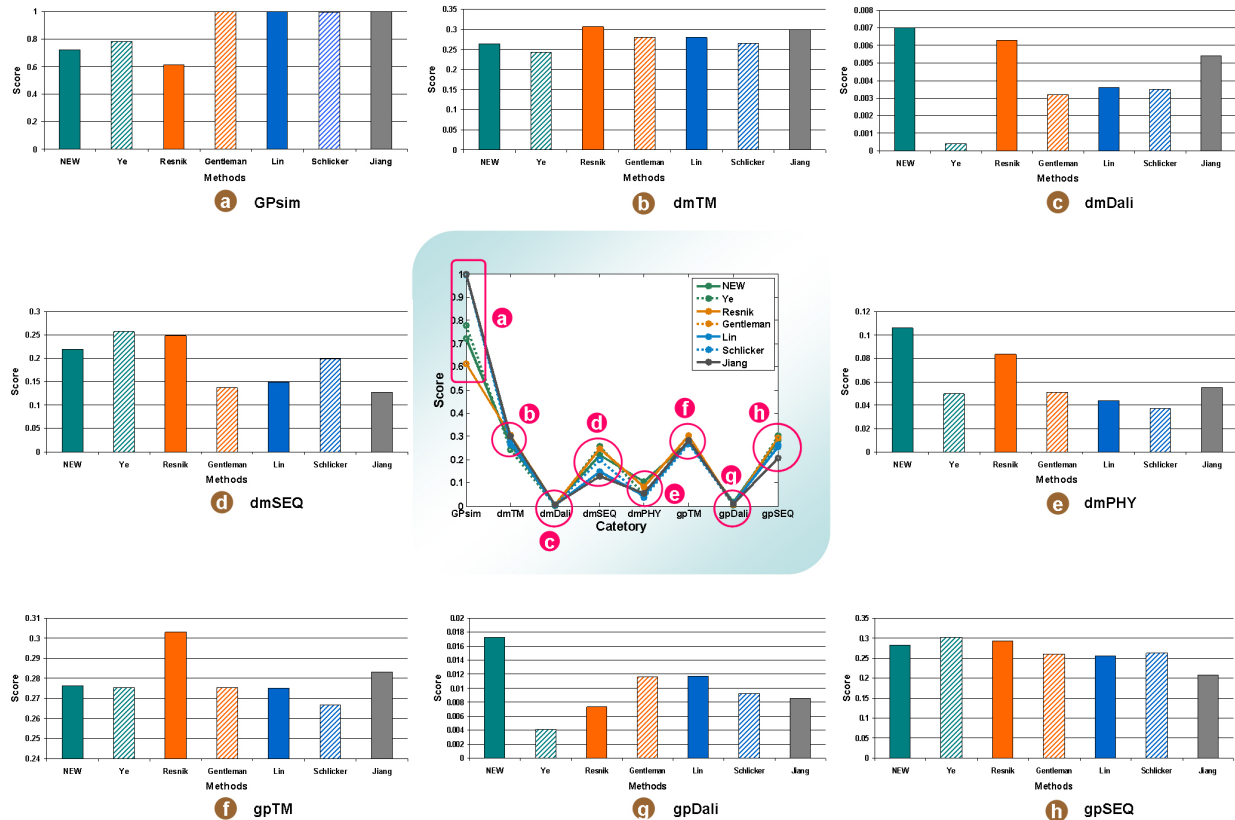 Score
1
0.8
0.6
0.4
0.2
0
NEW Ye Resnik Gentleman Lin Schlicker Jiang
Methods
a GPsim
Score
0.35
0.3
0.25
0.2
0.15
0.1
0.05
0
NEW Ye Resnik Gentleman Lin Schlicker Jiang
Methods
b dmTM
Score
0.008
0.007
0.006
0.005
0.004
0.003
0.002
0.001
0
NEW Ye Resnik Gentleman Lin Schlicker Jiang
Methods
c dmDali
Score
0.3
0.25
0.2
0.15
0.1
0.05
0
NEW Ye Resnik Gentleman Lin Schlicker Jiang
Methods
d dmSEQ
Score
1
0.9
0.8
0.7
0.6
0.5
0.4
0.3
0.2
0.1
0
GPsim dmTM dmDali dmSEQ dmPHY gpTM gpDali gpSEQ
Catetory
NEW
Ye
Resnik
Gentleman
Lin
Schlicker
Jiang
a
b
c
d
e
f
g
h
Score
0.12
0.1
0.08
0.06
0.04
0.02
0
NEW Ye Resnik Gentleman Lin Schlicker Jiang
Methods
e dmPHY
Score
0.31
0.3
0.29
0.28
0.27
0.26
0.25
0.24
NEW Ye Resnik Gentleman Lin Schlicker Jiang
Methods
f gpTM
Score
0.02
0.018
0.016
0.014
0.012
0.01
0.008
0.006
0.004
0.002
0
NEW Ye Resnik Gentleman Lin Schlicker Jiang
Methods
g gpDali
Score
0.35
0.3
0.25
0.2
0.15
0.1
0.05
0
NEW Ye Resnik Gentleman Lin Schlicker Jiang
Methods
h gpSEQ